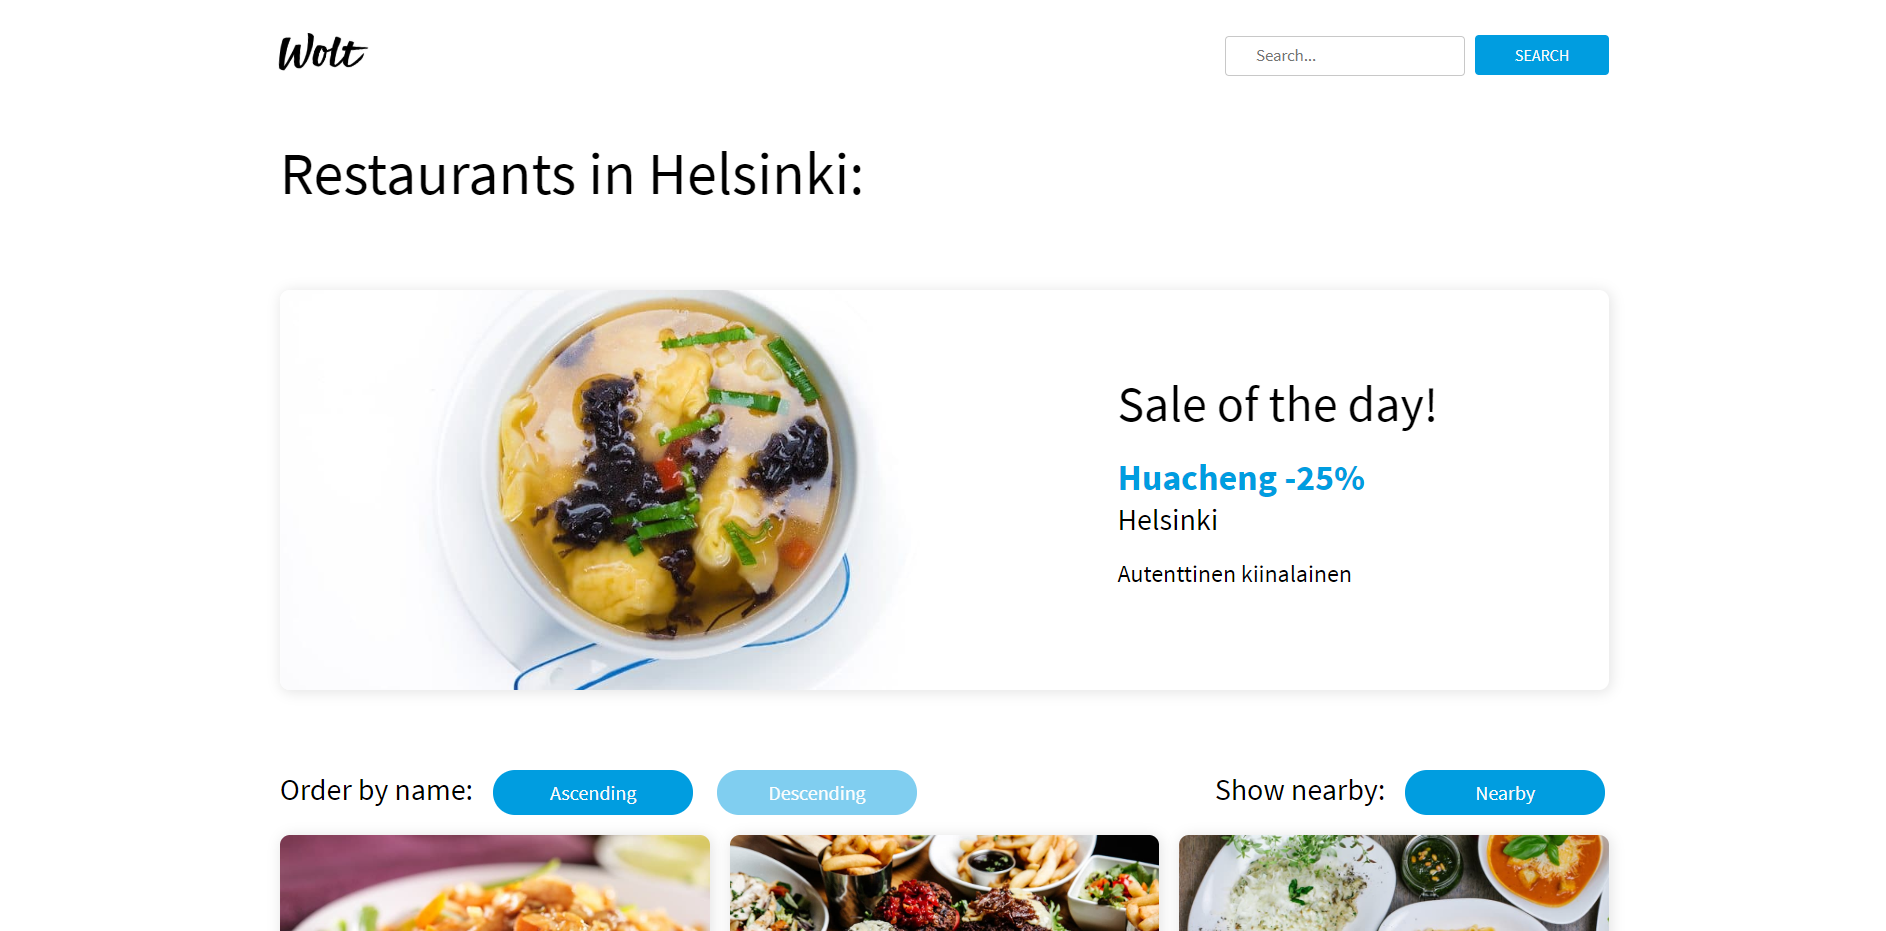 Wolt
Search...
SEARCH
Restaurants in Helsinki:
Sale of the day!
Huacheng -25%
Helsinki
Autenttinen kiinalainen
Order by name:
Ascending
Descending
Show nearby:
Nearby